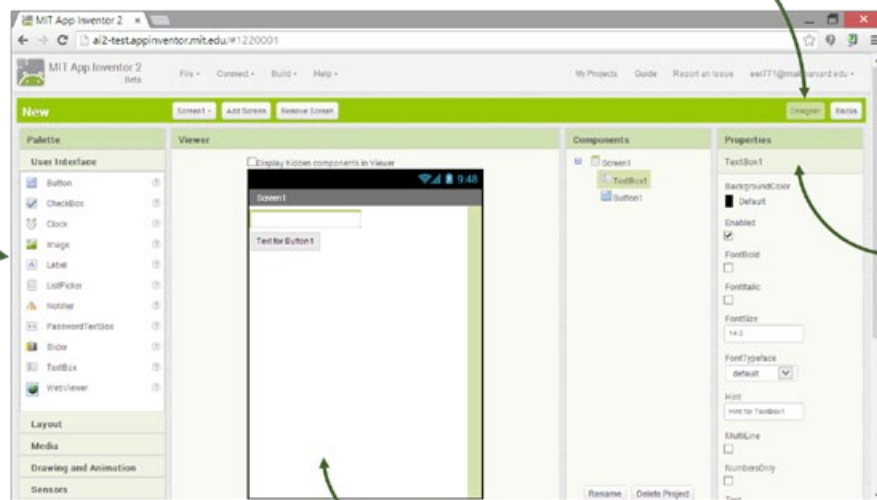 MIT App Inventor 2
ai2-test.appinventor.mit.edu/#1220001
MIT App Inventor 2
Beta
File
Connect
Build
Help
My Projects
Guide
Report an Issue
New
Screen1
Add Screen
Remove Screen
Designer
Blocks
Palette
User Interface
Button
CheckBox
Clock
Image
Label
ListPicker
Notifier
PasswordTextBox
Slider
TextBox
WebViewer
Layout
Media
Drawing and Animation
Sensors
Viewer
Display hidden components in Viewer
9:48
Screen1
Text for Button1
Components
Screen1
TextBox1
Button1
Rename
Delete Project
Properties
TextBox1
BackgroundColor
Default
Enabled
FontBold
FontItalic
FontSize
14.0
FontTypeface
default
Hint
Hint for TextBox1
MultiLine
NumbersOnly